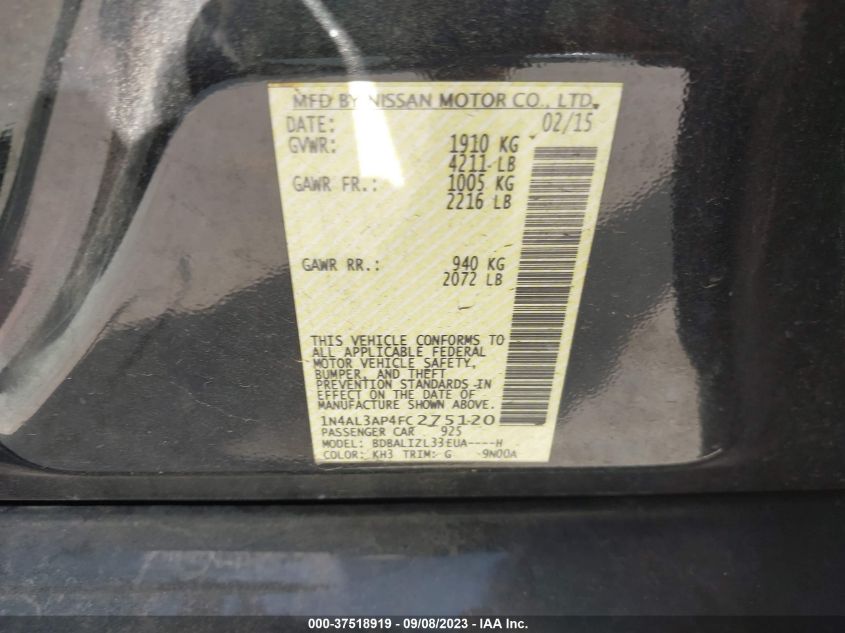 MFD BY NISSAN MOTOR CO., LTD.
DATE: 02/15
GVWR: 1910 KG
4211 LB
GAWR FR.: 1005 KG
2216 LB
GAWR RR.: 940 KG
2072 LB
THIS VEHICLE CONFORMS TO
ALL APPLICABLE FEDERAL
MOTOR VEHICLE SAFETY,
BUMPER, AND THEFT
PREVENTION STANDARDS IN
EFFECT ON THE DATE OF
MANUFACTURE SHOWN ABOVE.
1N4AL3AP4FC275120
PASSENGER CAR 925
MODEL: BDBALIZL33EUA----H
COLOR: KH3 TRIM: G 9N00A
000-37518919 - 09/08/2023 - IAA Inc.